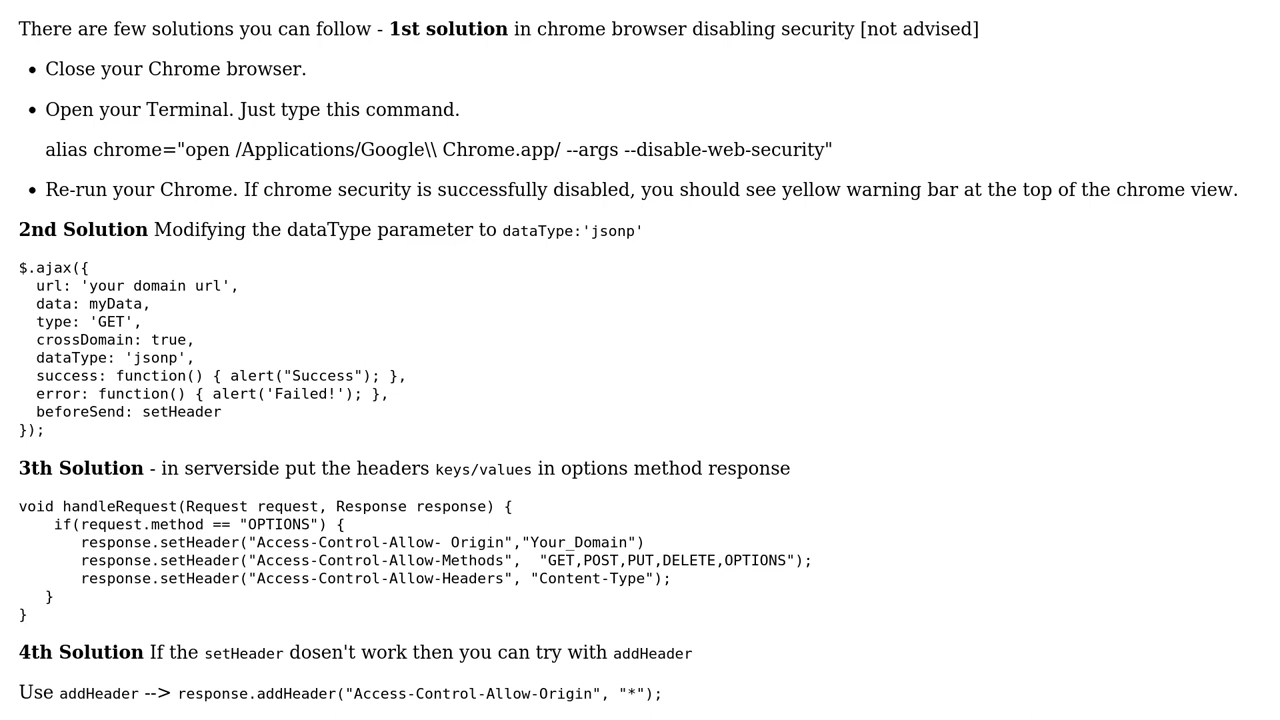 There are few solutions you can follow - 1st solution in chrome browser disabling security [not advised]
• Close your Chrome browser.
• Open your Terminal. Just type this command.
alias chrome="open /Applications/Google\\ Chrome.app/ --args --disable-web-security"
• Re-run your Chrome. If chrome security is successfully disabled, you should see yellow warning bar at the top of the chrome view.
2nd Solution Modifying the dataType parameter to dataType:'jsonp'
$.ajax({
  url: 'your domain url',
  data: myData,
  type: 'GET',
  crossDomain: true,
  dataType: 'jsonp',
  success: function() { alert("Success"); },
  error: function() { alert('Failed!'); },
  beforeSend: setHeader
});
3th Solution - in serverside put the headers keys/values in options method response
void handleRequest(Request request, Response response) {
    if(request.method == "OPTIONS") {
       response.setHeader("Access-Control-Allow- Origin","Your_Domain")
       response.setHeader("Access-Control-Allow-Methods",  "GET,POST,PUT,DELETE,OPTIONS");
       response.setHeader("Access-Control-Allow-Headers", "Content-Type");
   }
}
4th Solution If the setHeader dosen't work then you can try with addHeader
Use addHeader --> response.addHeader("Access-Control-Allow-Origin", "*");